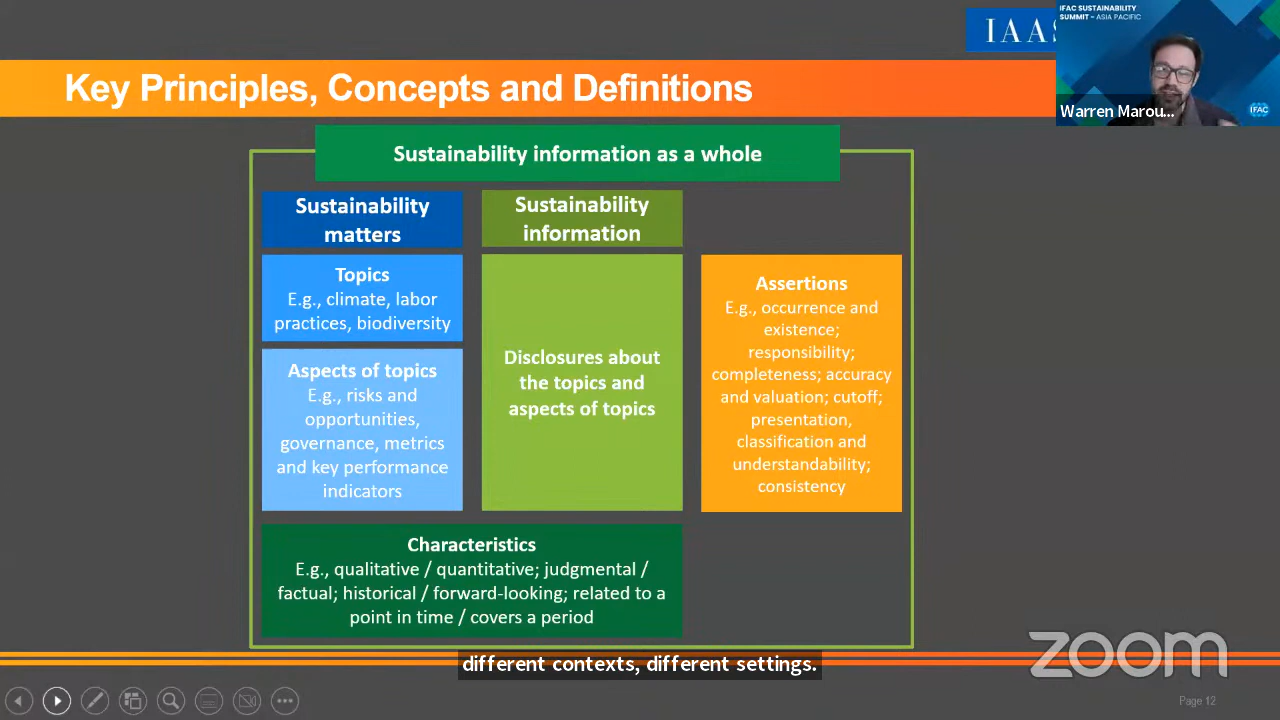 IAAS
IFAC SUSTAINABILITY
SUMMIT – ASIA PACIFIC
Key Principles, Concepts and Definitions
Warren Marou...
IFAC
Sustainability information as a whole
Sustainability
matters
Sustainability
information
Topics
E.g., climate, labor
practices, biodiversity
Aspects of topics
E.g., risks and
opportunities,
governance, metrics
and key performance
indicators
Disclosures about
the topics and
aspects of topics
Assertions
E.g., occurrence and
existence;
responsibility;
completeness; accuracy
and valuation; cutoff;
presentation,
classification and
understandability;
consistency
Characteristics
E.g., qualitative / quantitative; judgmental /
factual; historical / forward-looking; related to a
point in time / covers a period
different contexts, different settings.
zoom
Page 12